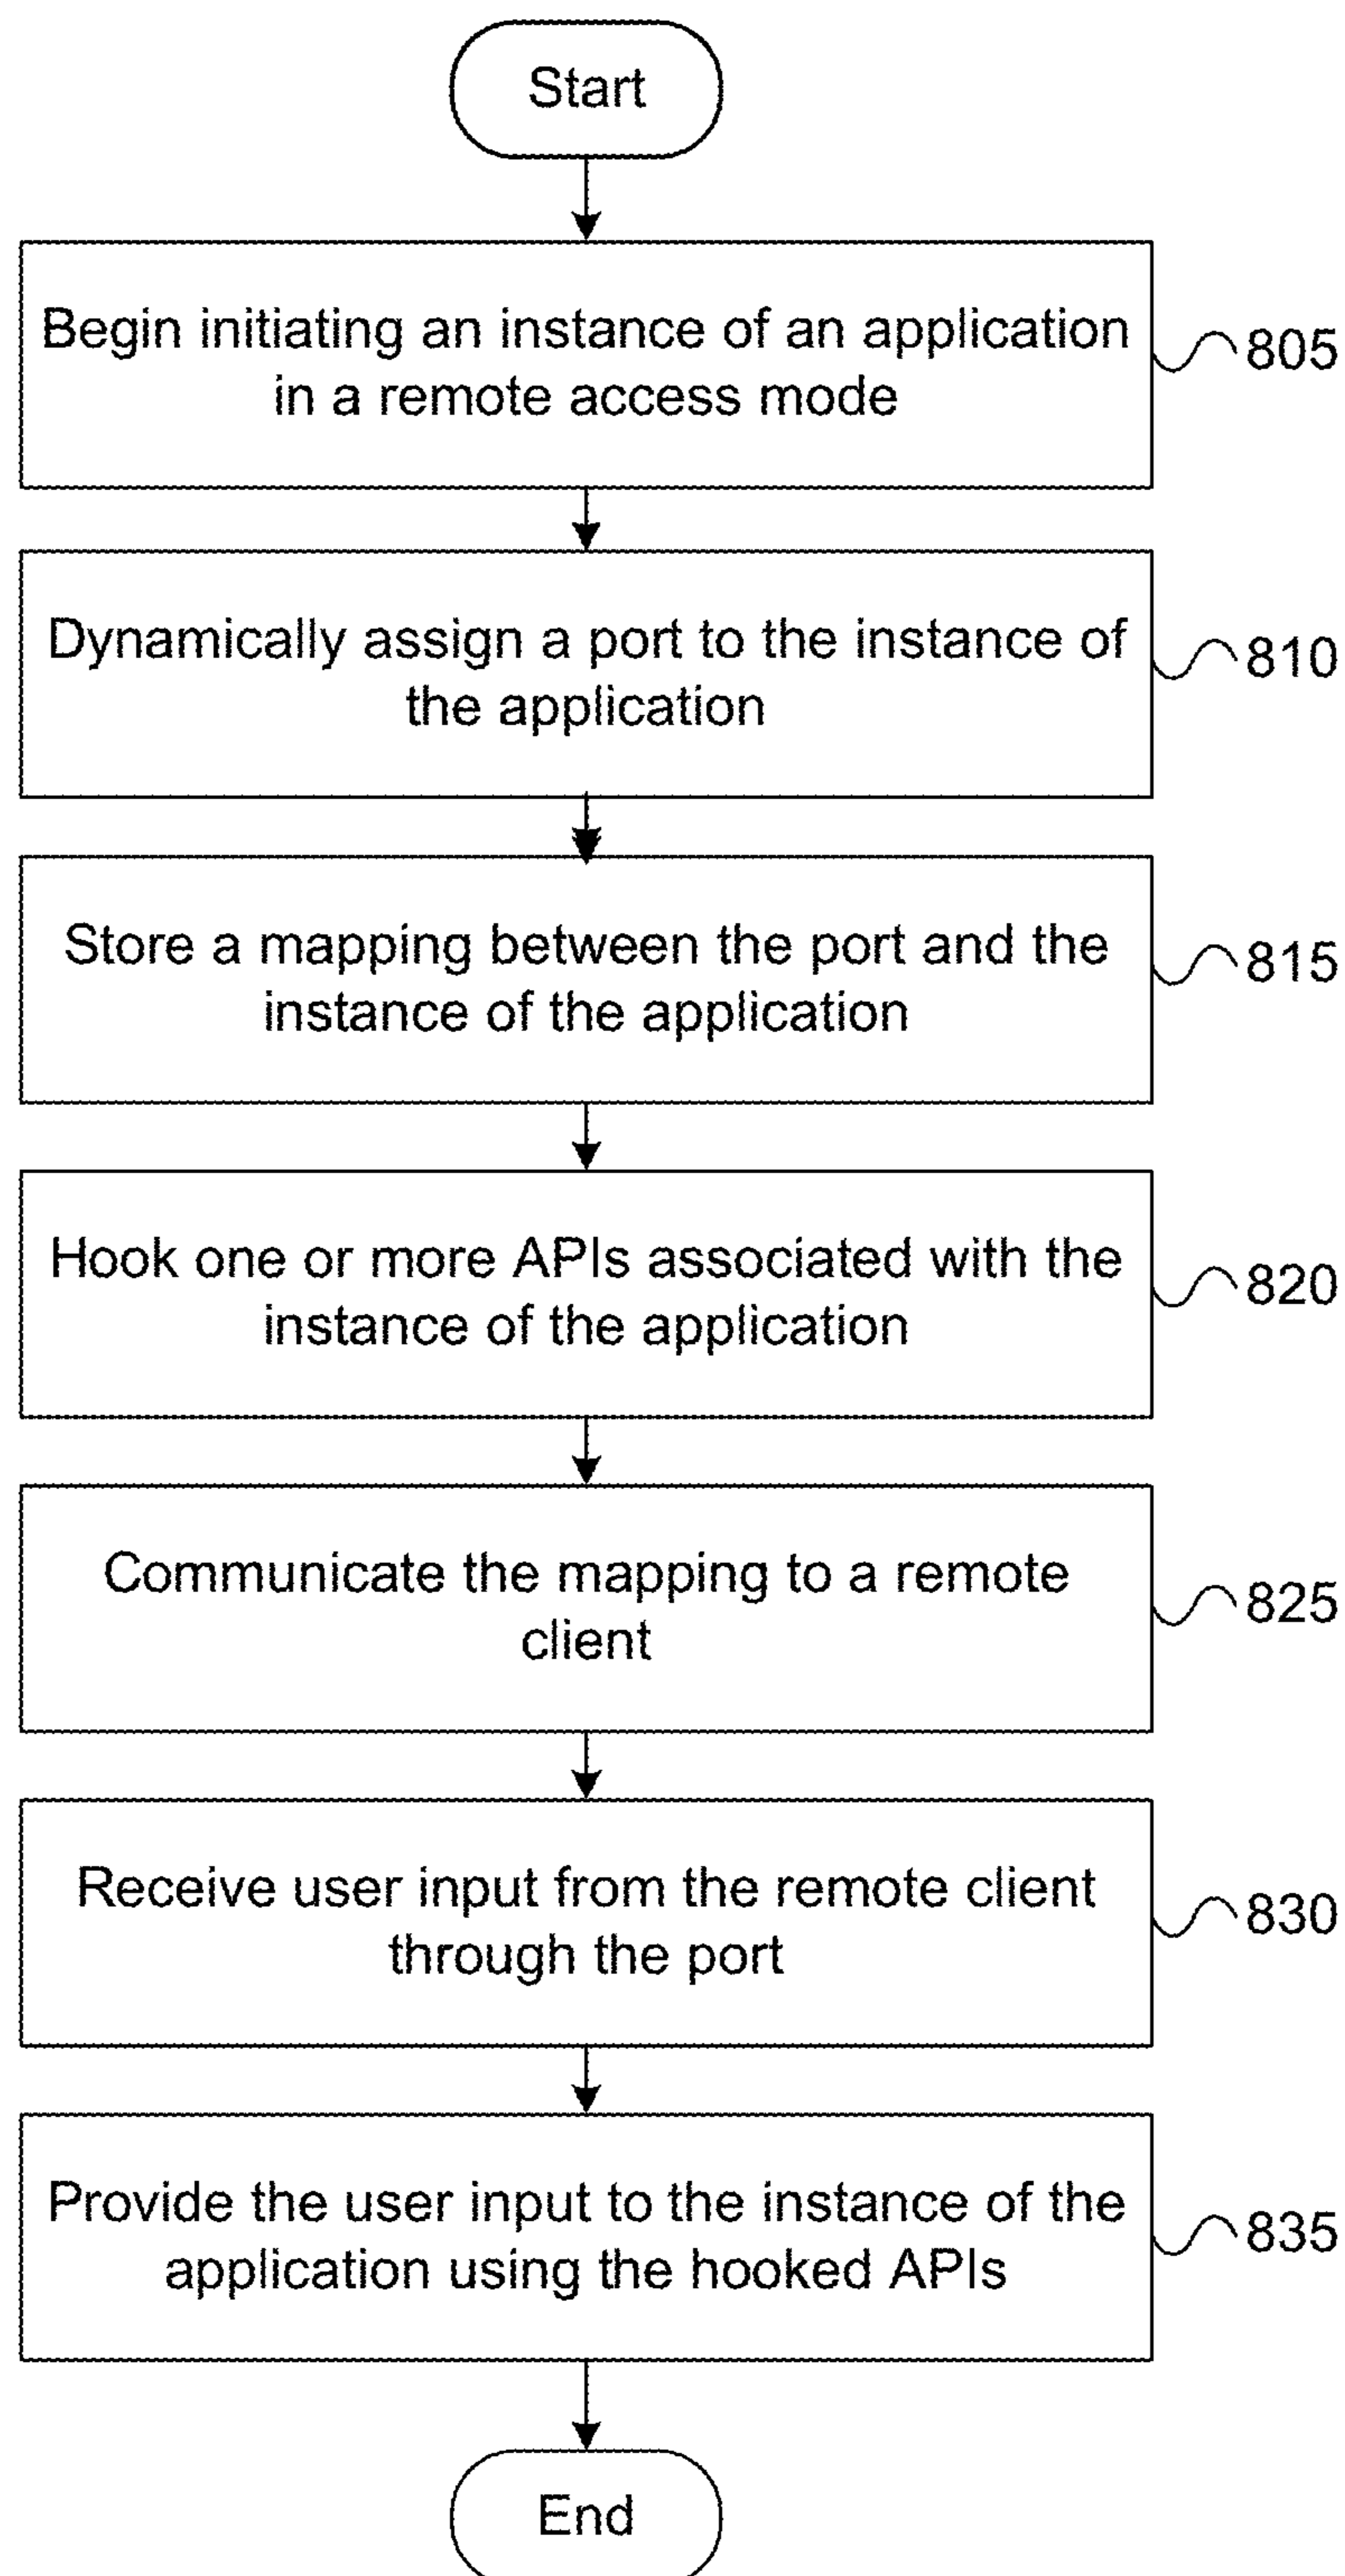 Start
Begin initiating an instance of an application
in a remote access mode
805
Dynamically assign a port to the instance of
the application
810
Store a mapping between the port and the
instance of the application
815
Hook one or more APIs associated with the
instance of the application
820
Communicate the mapping to a remote
client
825
Receive user input from the remote client
through the port
830
Provide the user input to the instance of the
application using the hooked APIs
835
End